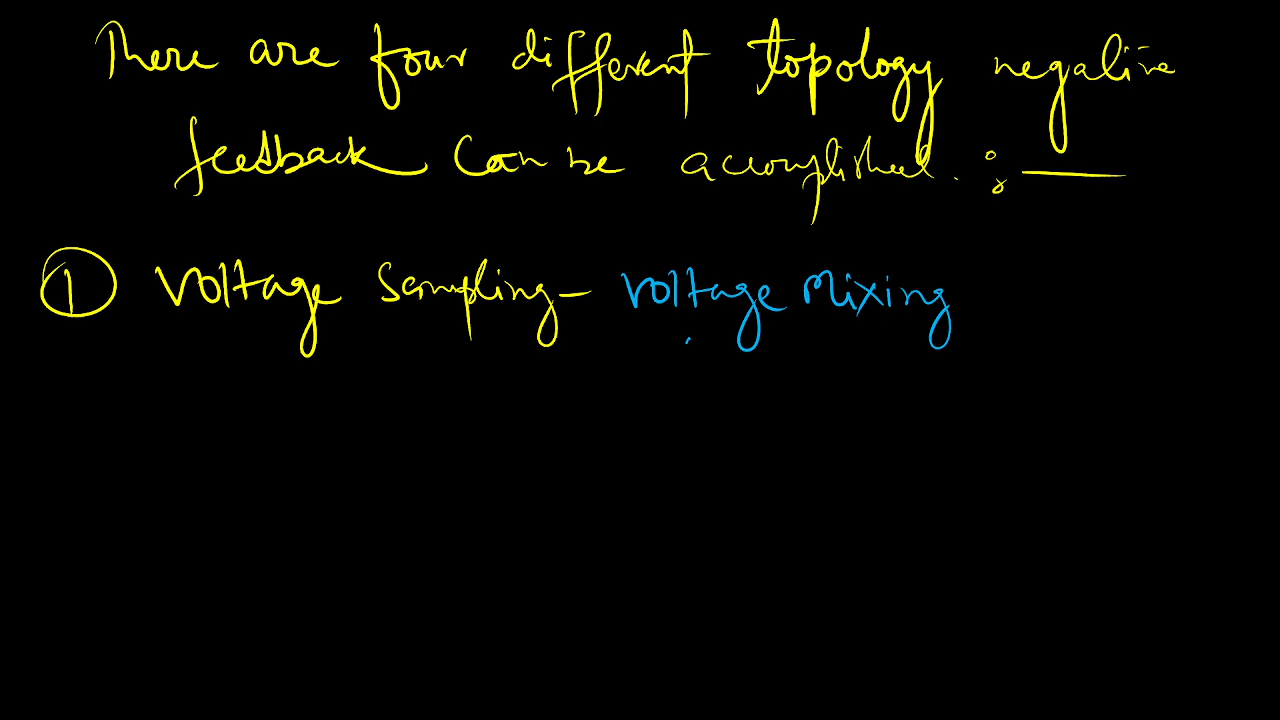 There are four different topology negative
feedback can be accomplished. :—
① Voltage Sampling - Voltage Mixing